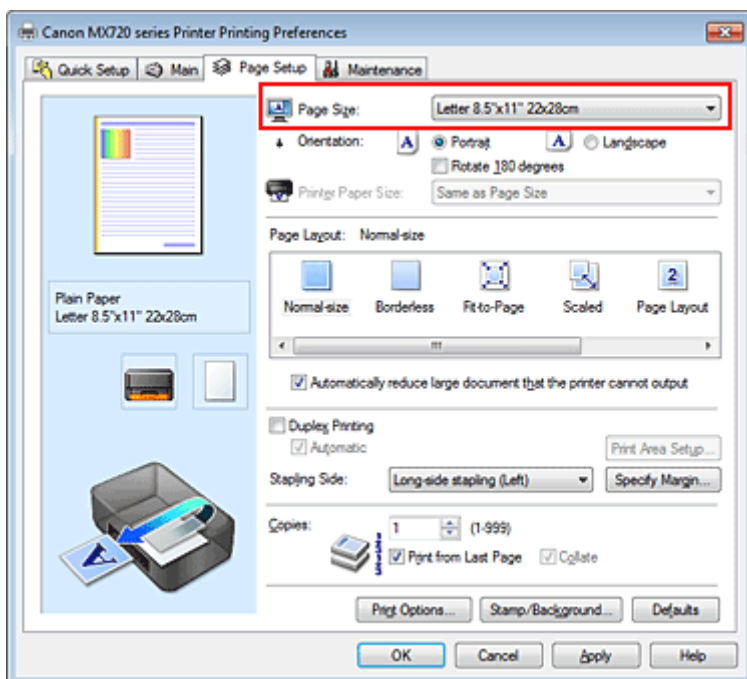 Canon MX720 series Printer Printing Preferences
Quick Setup Main Page Setup Maintenance
Page Size: Letter 8.5"x11" 22x28cm
Orientation: A Portrait A Landscape
Rotate 180 degrees
Printer Paper Size: Same as Page Size
Page Layout: Normal-size
2
Normal-size Borderless Fit-to-Page Scaled Page Layout
Plain Paper
Letter 8.5"x11" 22x28cm
Automatically reduce large document that the printer cannot output
Duplex Printing
Automatic Print Area Setup...
Stapling Side: Long-side stapling (Left) Specify Margin...
Copies: 1 (1-999)
Print from Last Page Collate
A
Print Options... Stamp/Background... Defaults
OK Cancel Apply Help